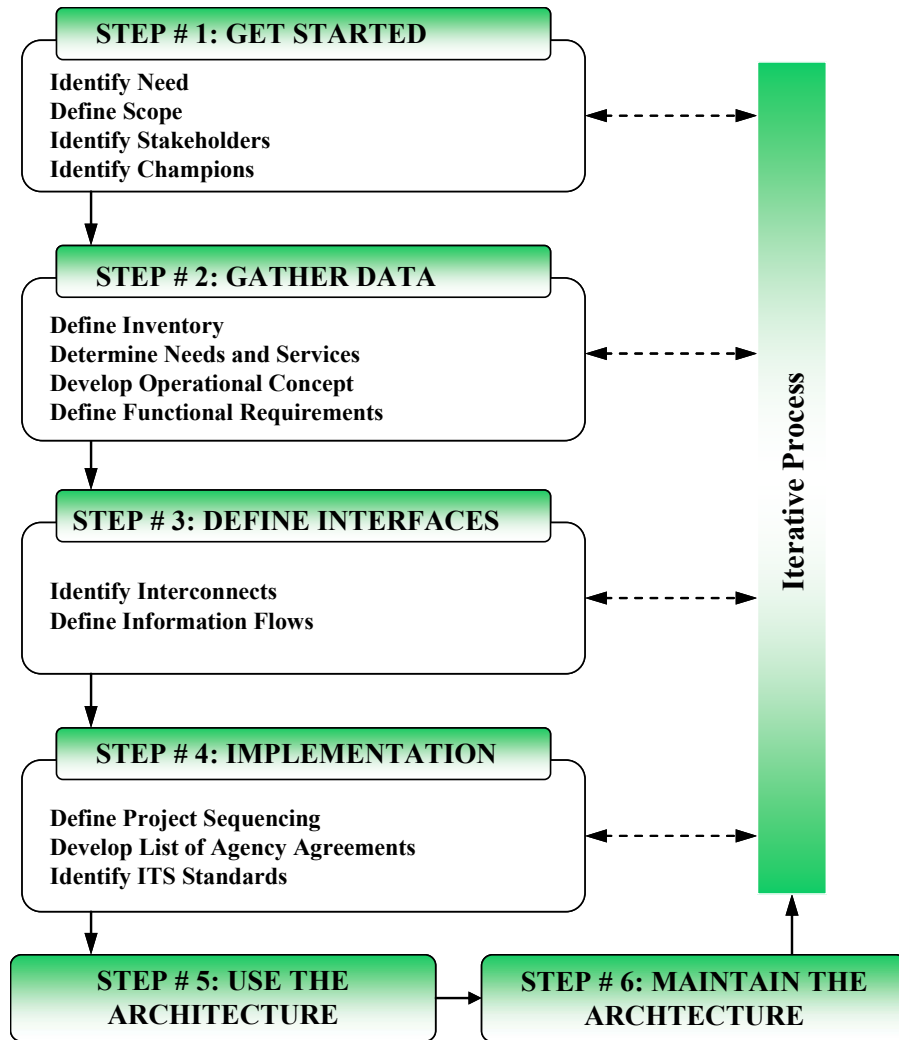 STEP # 1: GET STARTED
Identify Need
Define Scope
Identify Stakeholders
Identify Champions
STEP # 2: GATHER DATA
Define Inventory
Determine Needs and Services
Develop Operational Concept
Define Functional Requirements
STEP # 3: DEFINE INTERFACES
Identify Interconnects
Define Information Flows
STEP # 4: IMPLEMENTATION
Define Project Sequencing
Develop List of Agency Agreements
Identify ITS Standards
STEP # 5: USE THE
ARCHITECTURE
STEP # 6: MAINTAIN THE
ARCHTECTURE
Iterative Process